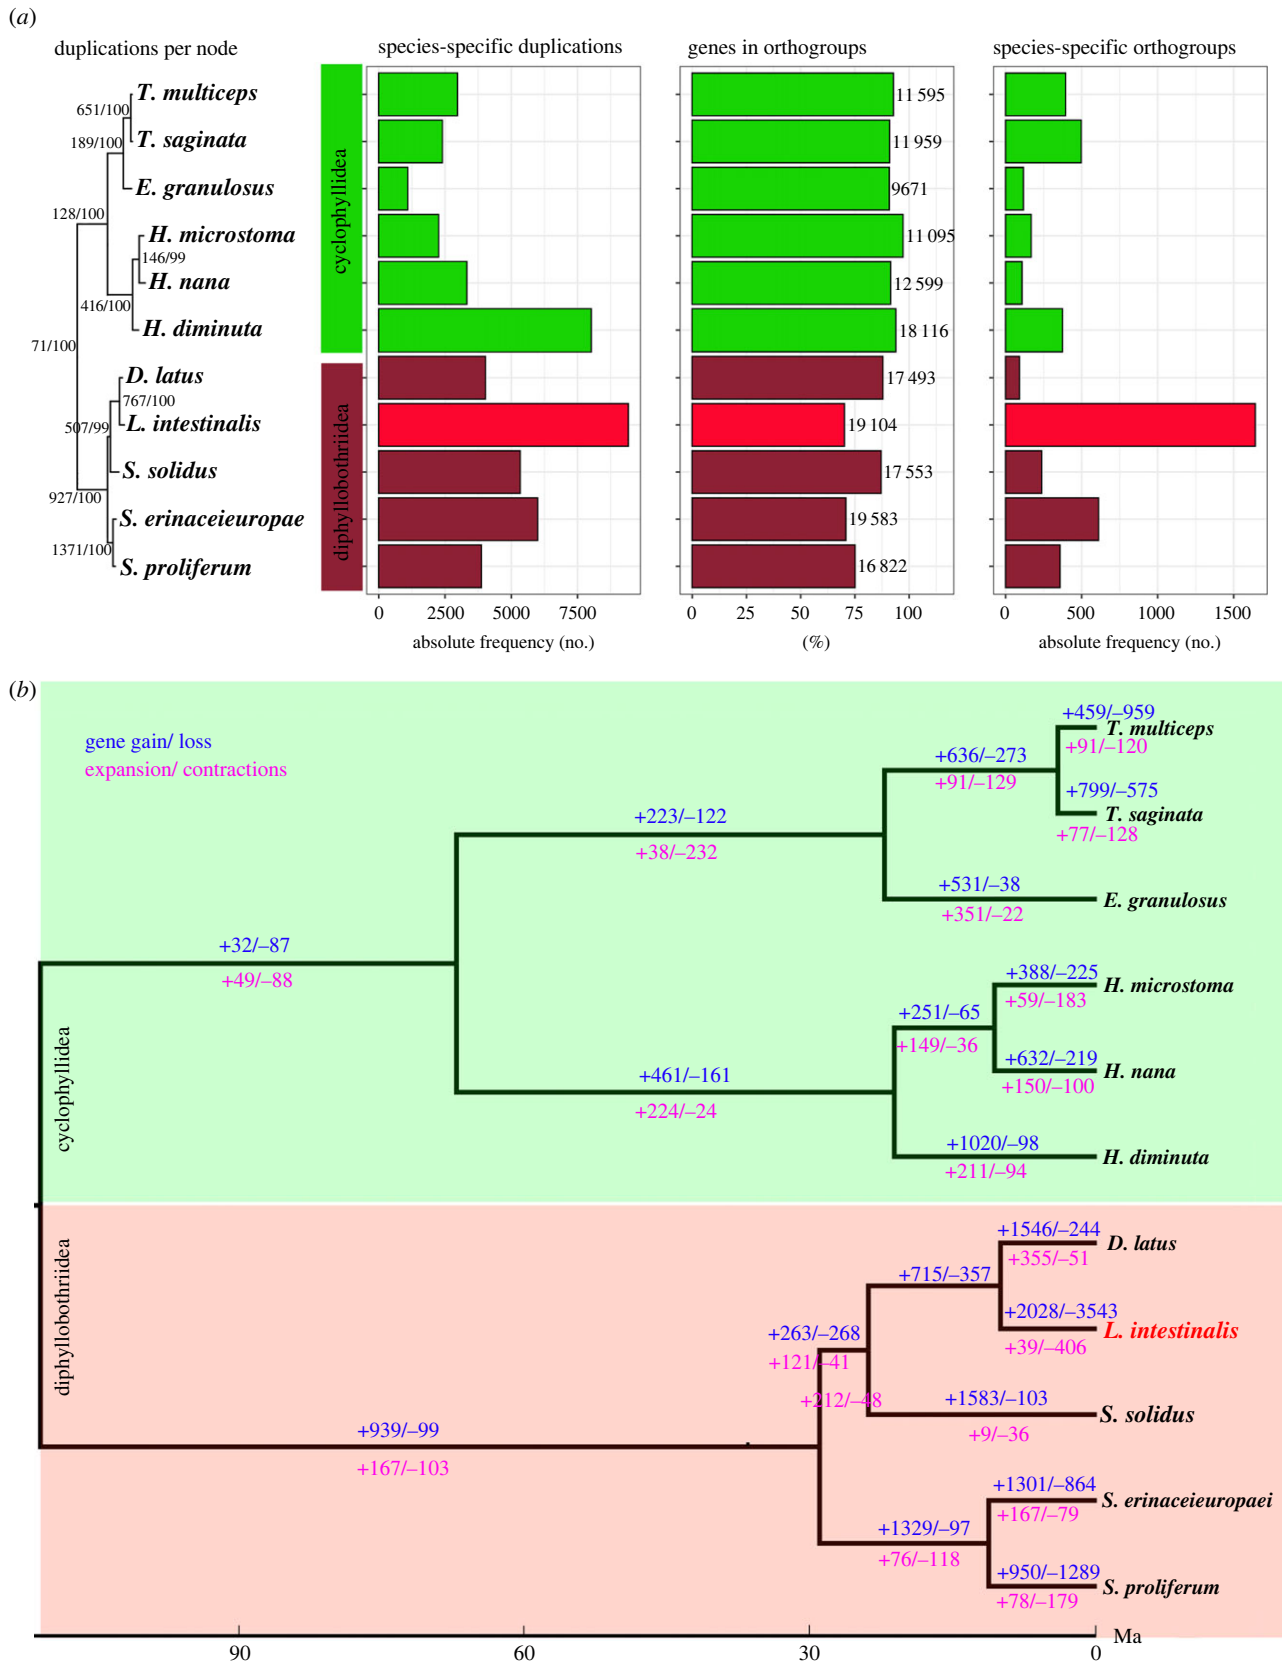 (a)
duplications per node
species-specific duplications
genes in orthogroups
species-specific orthogroups
651/100
T. multiceps
11 595
189/100
T. saginata
11 959
E. granulosus
9671
128/100
H. microstoma
11 095
146/99
H. nana
12 599
416/100
H. diminuta
18 116
cyclophyllidea
71/100
D. latus
17 493
767/100
507/99
L. intestinalis
19 104
S. solidus
17 553
927/100
S. erinaceieuropae
19 583
1371/100
S. proliferum
16 822
diphyllobothriidea
0 2500 5000 7500
0 25 50 75 100
0 500 1000 1500
absolute frequency (no.)
(%)
absolute frequency (no.)
(b)
gene gain/ loss
expansion/ contractions
+459/–959
T. multiceps
+91/–120
+636/–273
+91/–129
+799/–575
T. saginata
+77/–128
+223/–122
+38/–232
+531/–38
E. granulosus
+351/–22
+32/–87
+49/–88
+388/–225
H. microstoma
+59/–183
+251/–65
+149/–36
+632/–219
H. nana
+150/–100
+461/–161
+224/–24
+1020/–98
H. diminuta
+211/–94
cyclophyllidea
+1546/–244
D. latus
+355/–51
+715/–357
+2028/–3543
L. intestinalis
+39/–406
+263/–268
+121/–41
+212/–48
+1583/–103
S. solidus
+9/–36
+939/–99
+167/–103
+1301/–864
S. erinaceieuropaei
+167/–79
+1329/–97
+76/–118
+950/–1289
S. proliferum
+78/–179
diphyllobothriidea
90 60 30 0
Ma